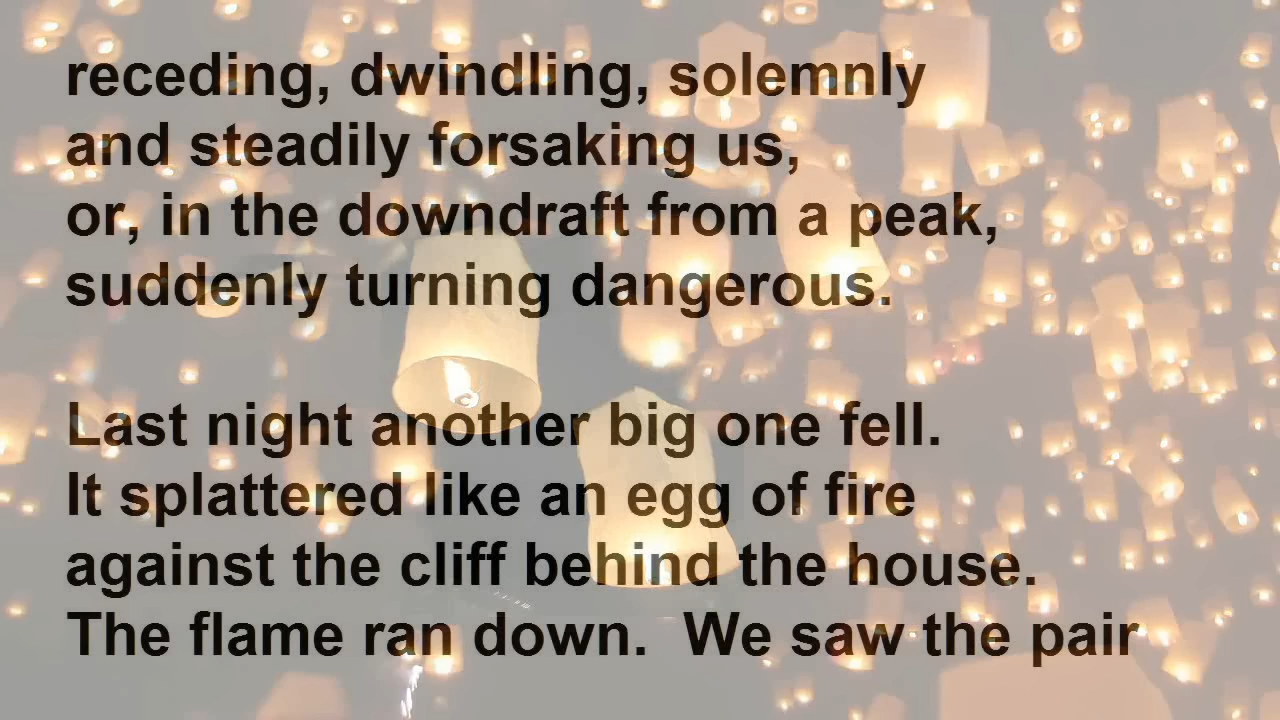 receding, dwindling, solemnly
and steadily forsaking us,
or, in the downdraft from a peak,
suddenly turning dangerous.
Last night another big one fell.
It splattered like an egg of fire
against the cliff behind the house.
The flame ran down.  We saw the pair